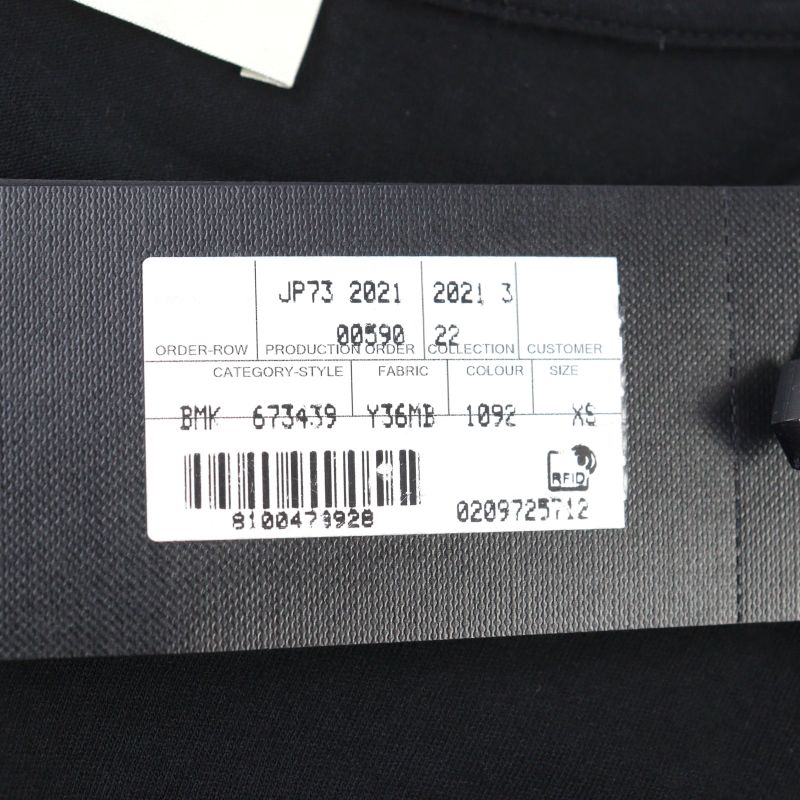 JP73 2021 2021 3
00590 22
ORDER-ROW PRODUCTION ORDER COLLECTION CUSTOMER
CATEGORY-STYLE FABRIC COLOUR SIZE
BMK 673439 Y36MB 1092 XS
RFID
8100479928 0209725712